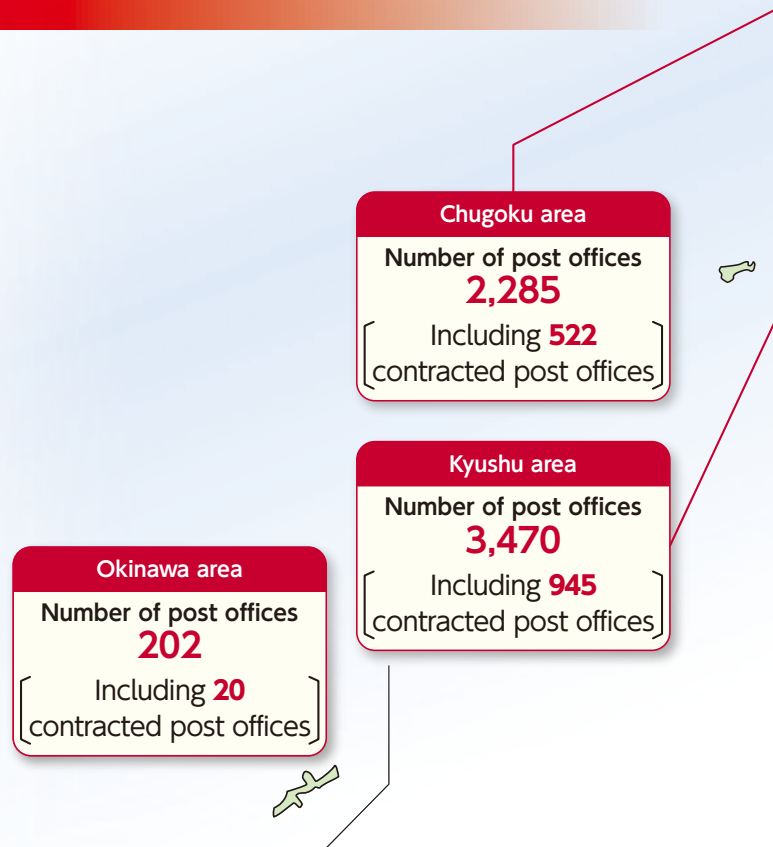 Chugoku area
Number of post offices
2,285
Including 522
contracted post offices
Kyushu area
Number of post offices
3,470
Including 945
contracted post offices
Okinawa area
Number of post offices
202
Including 20
contracted post offices